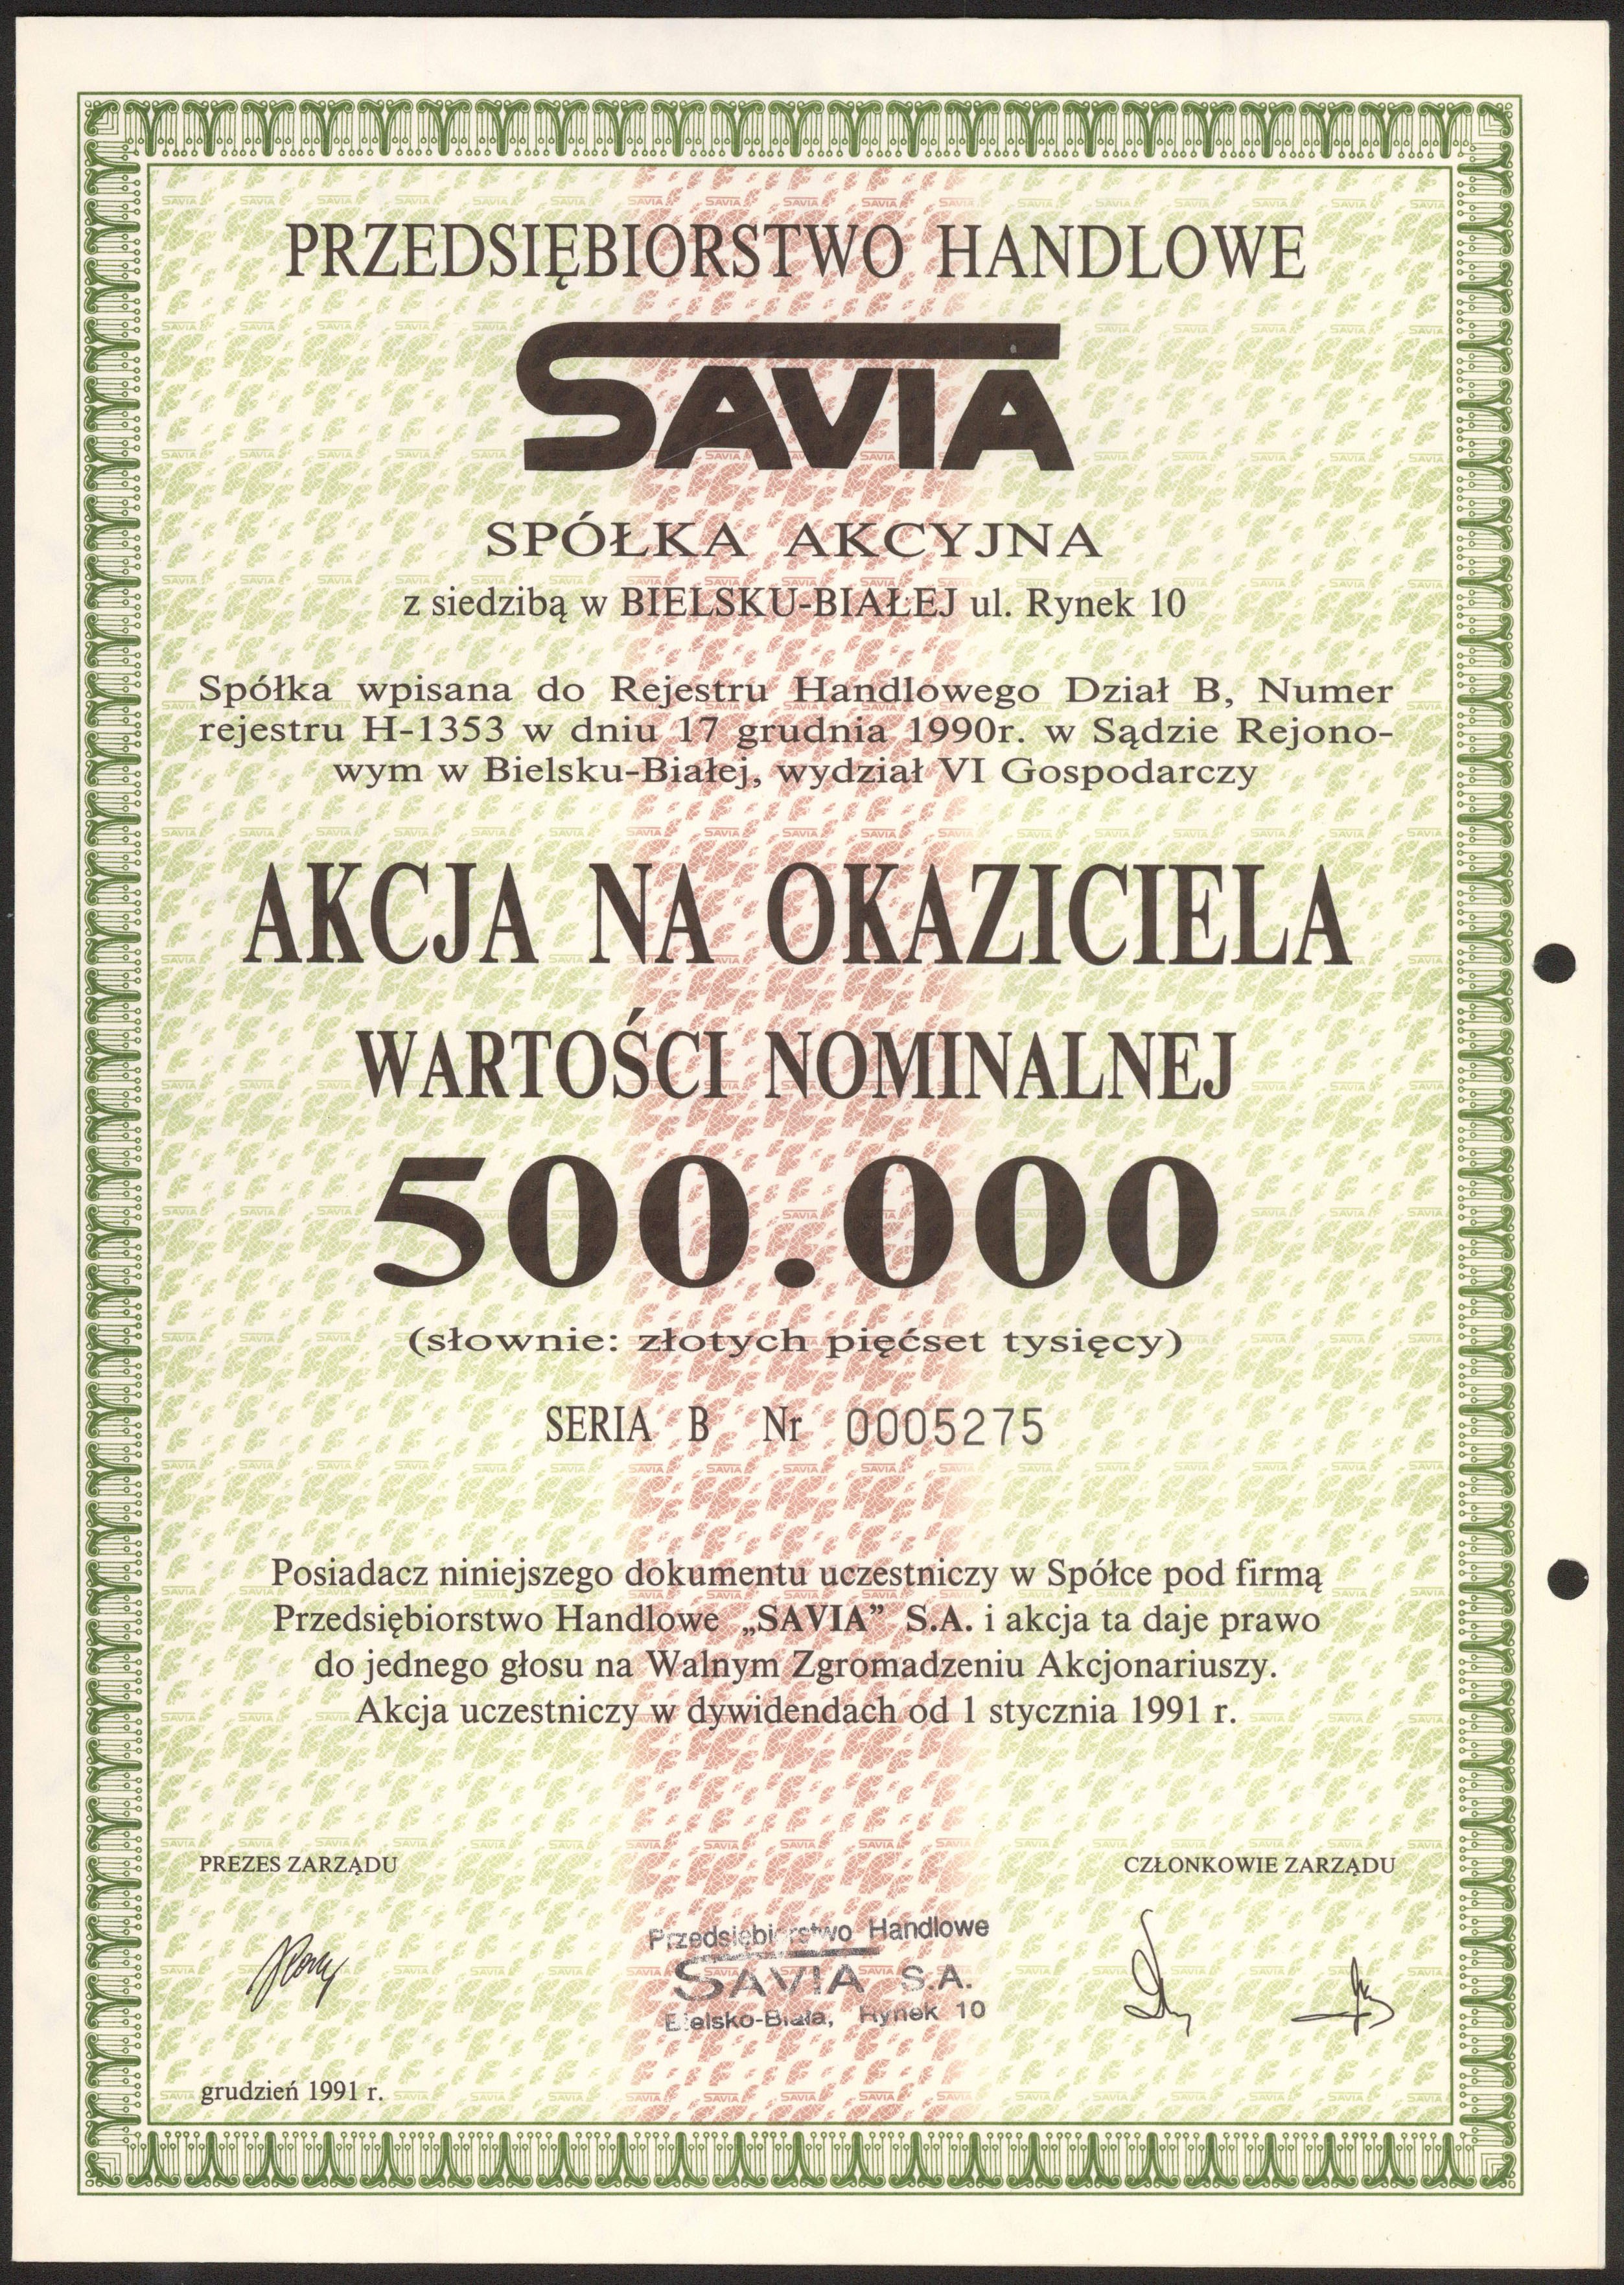 PRZEDSIĘBIORSTWO HANDLOWE
SAVIA
SPÓŁKA AKCYJNA
z siedzibą w BIELSKU-BIAŁEJ ul. Rynek 10
Spółka wpisana do Rejestru Handlowego Dział B, Numer
rejestru H-1353 w dniu 17 grudnia 1990r. w Sądzie Rejono-
wym w Bielsku-Białej, wydział VI Gospodarczy
AKCJA NA OKAZICIELA
WARTOŚCI NOMINALNEJ
500.000
(słownie: złotych pięćset tysięcy)
SERIA B Nr 0005275
Posiadacz niniejszego dokumentu uczestniczy w Spółce pod firmą
Przedsiębiorstwo Handlowe „SAVIA” S.A. i akcja ta daje prawo
do jednego głosu na Walnym Zgromadzeniu Akcjonariuszy.
Akcja uczestniczy w dywidendach od 1 stycznia 1991 r.
PREZES ZARZĄDU
CZŁONKOWIE ZARZĄDU
Przedsiębiorstwo Handlowe
SAVIA S.A.
Bielsko-Biała, Rynek 10
grudzień 1991 r.